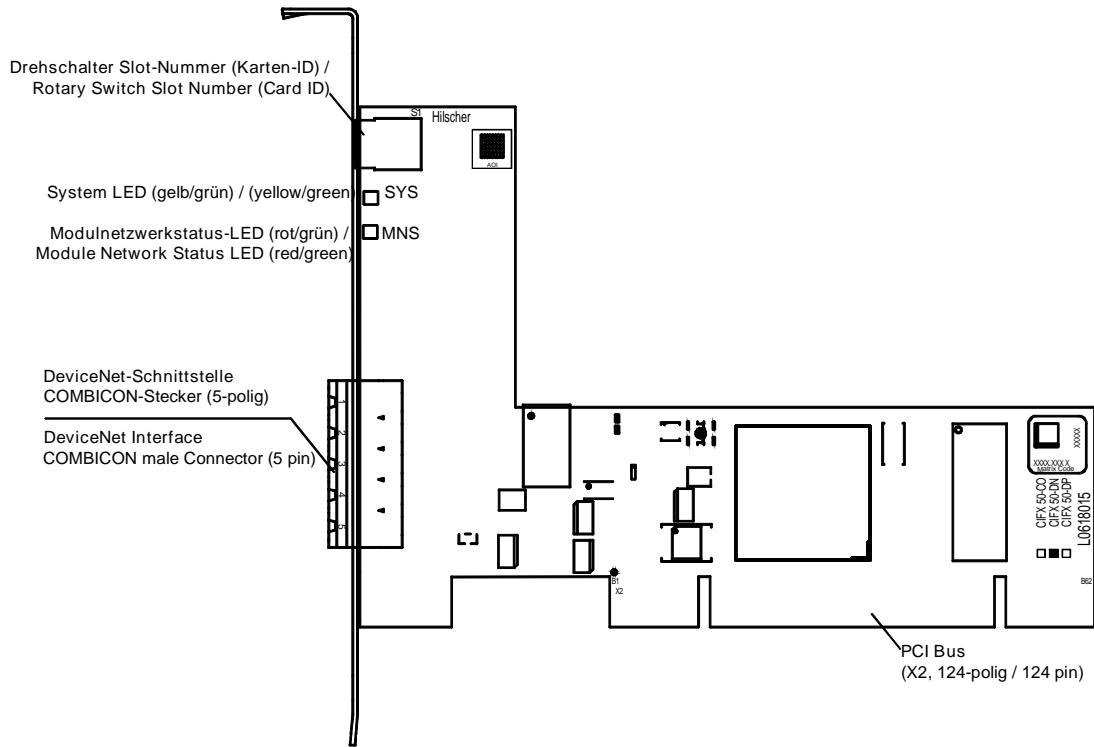 Drehschalter Slot-Nummer (Karten-ID) /
Rotary Switch Slot Number (Card ID)
S1
Hilscher
AOI
System LED (gelb/grün) / (yellow/green)
SYS
Modulnetzwerkstatus-LED (rot/grün) /
Module Network Status LED (red/green)
MNS
DeviceNet-Schnittstelle
COMBICON-Stecker (5-polig)
DeviceNet Interface
COMBICON male Connector (5 pin)
1
2
3
4
5
XXXXX
XXXX.XXX X
Matrix Code
CIFX 50-CO
CIFX 50-DN
CIFX 50-DP
L0618015
B1
X2
B62
PCI Bus
(X2, 124-polig / 124 pin)